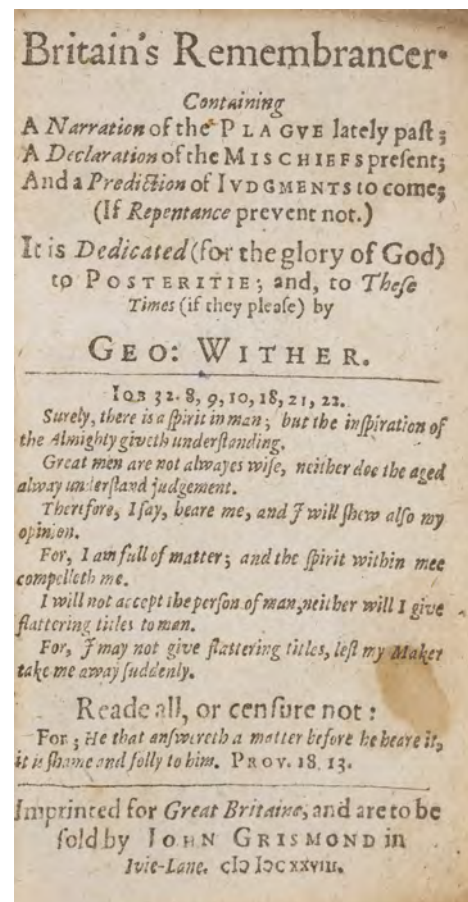 Britain's Remembrancer·
Containing
A Narration of the PLAGVE lately paſt;
A Declaration of the MISCHIEFS preſent;
And a Prediction of IVDGMENTS to come;
(If Repentance prevent not.)
It is Dedicated (for the glory of God)
to POSTERITIE; and, to Theſe
Times (if they pleaſe) by
GEO: WITHER.
IOB 32. 8, 9, 10, 18, 21, 22.
Surely, there is a ſpirit in man; but the inſpiration of
the Almighty giveth underſtanding.
Great men are not alwayes wiſe, neither doe the aged
alway underſtand judgement.
Therefore, I ſay, heare me, and I will ſhew alſo my
opinion.
For, I am full of matter; and the ſpirit within mee
compelleth me.
I will not accept the perſon of man, neither will I give
flattering titles to man.
For, I may not give flattering titles, leſt my Maker
take me away ſuddenly.
Reade all, or cenſure not:
For; He that anſwereth a matter before he heare it,
it is ſhame and folly to him. PROV. 18. 13.
Imprinted for Great Britaine, and are to be
ſold by IOHN GRISMOND in
Ivie-Lane. cIↃ IↃcxxviii.